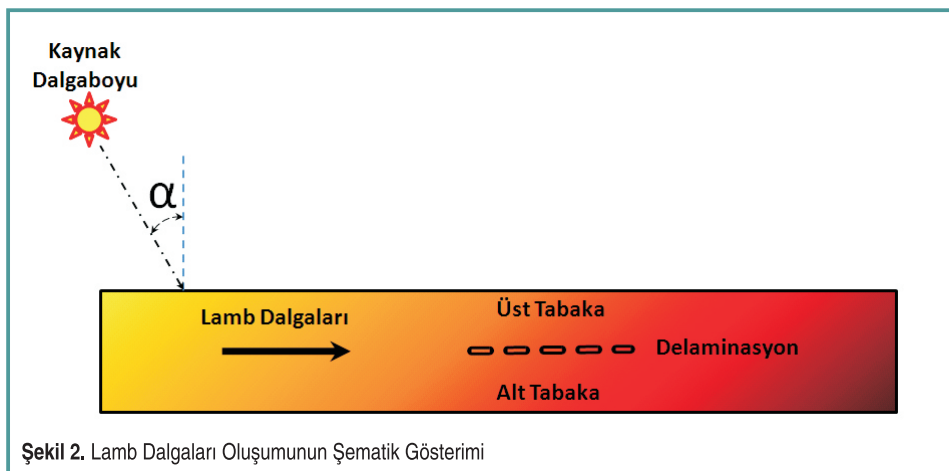 Kaynak
Dalgaboyu
α
Lamb Dalgaları
Üst Tabaka
Delaminasyon
Alt Tabaka
Şekil 2. Lamb Dalgaları Oluşumunun Şematik Gösterimi